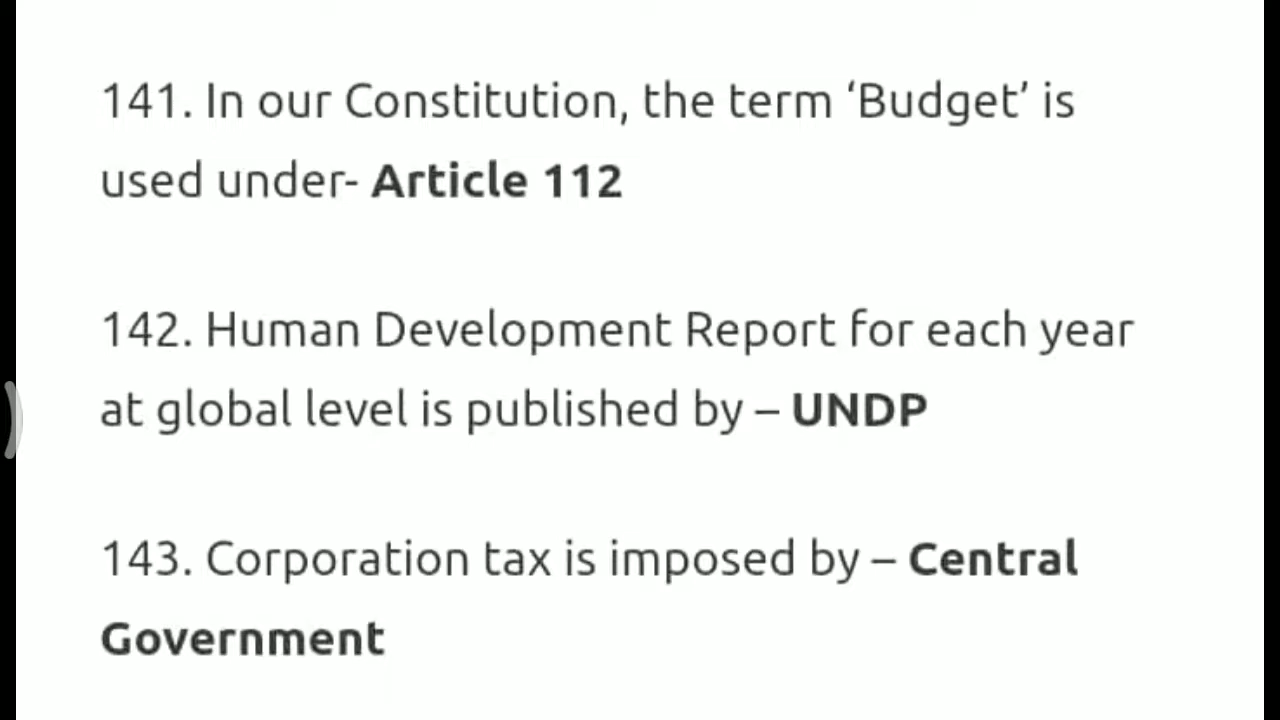 141. In our Constitution, the term ‘Budget’ is
used under- Article 112
142. Human Development Report for each year
at global level is published by – UNDP
143. Corporation tax is imposed by – Central
Government